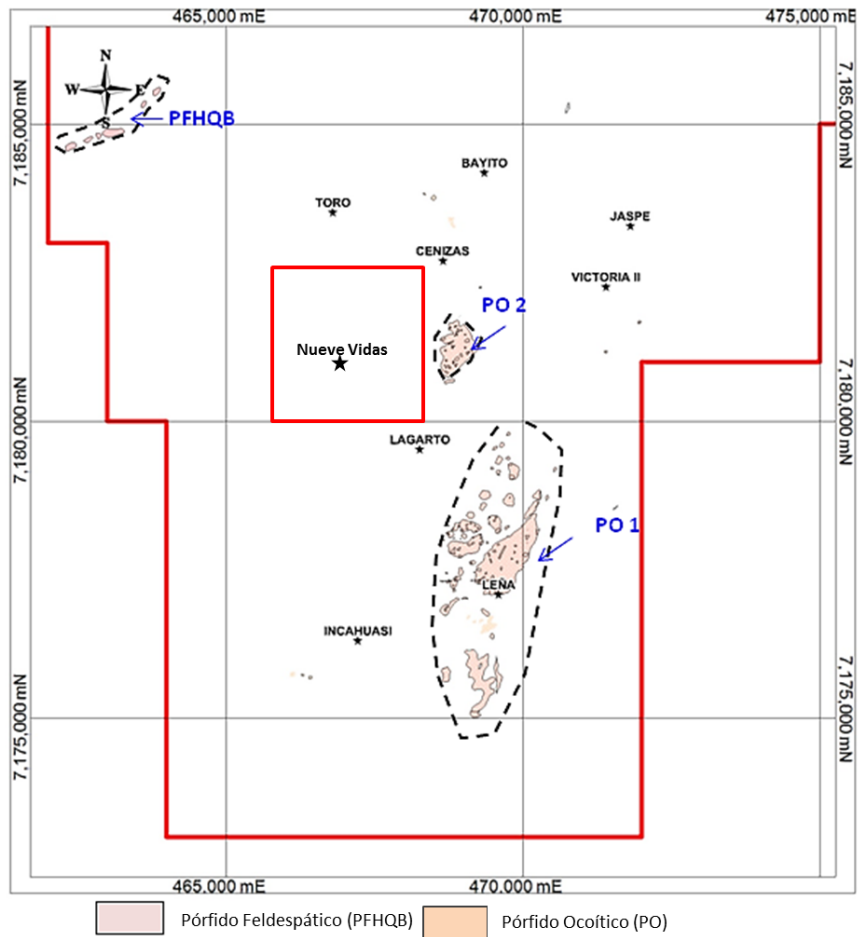 465,000 mE
470,000 mE
475,000 mE
N
W
E
S
7,185,000 mN
7,185,000 mN
PFHQB
BAYITO
TORO
JASPE
CENIZAS
VICTORIA II
PO 2
Nueve Vidas
7,180,000 mN
7,180,000 mN
LAGARTO
PO 1
LENA
INCAHUASI
7,175,000 mN
7,175,000 mN
465,000 mE
470,000 mE
Pórfido Feldespático (PFHQB)
Pórfido Ocoítico (PO)